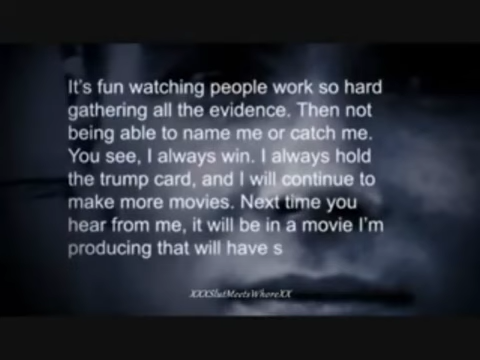 It's fun watching people work so hard
gathering all the evidence. Then not
being able to name me or catch me.
You see, I always win. I always hold
the trump card, and I will continue to
make more movies. Next time you
hear from me, it will be in a movie I'm
producing that will have s
XXXSlutMeetsWhoreXX